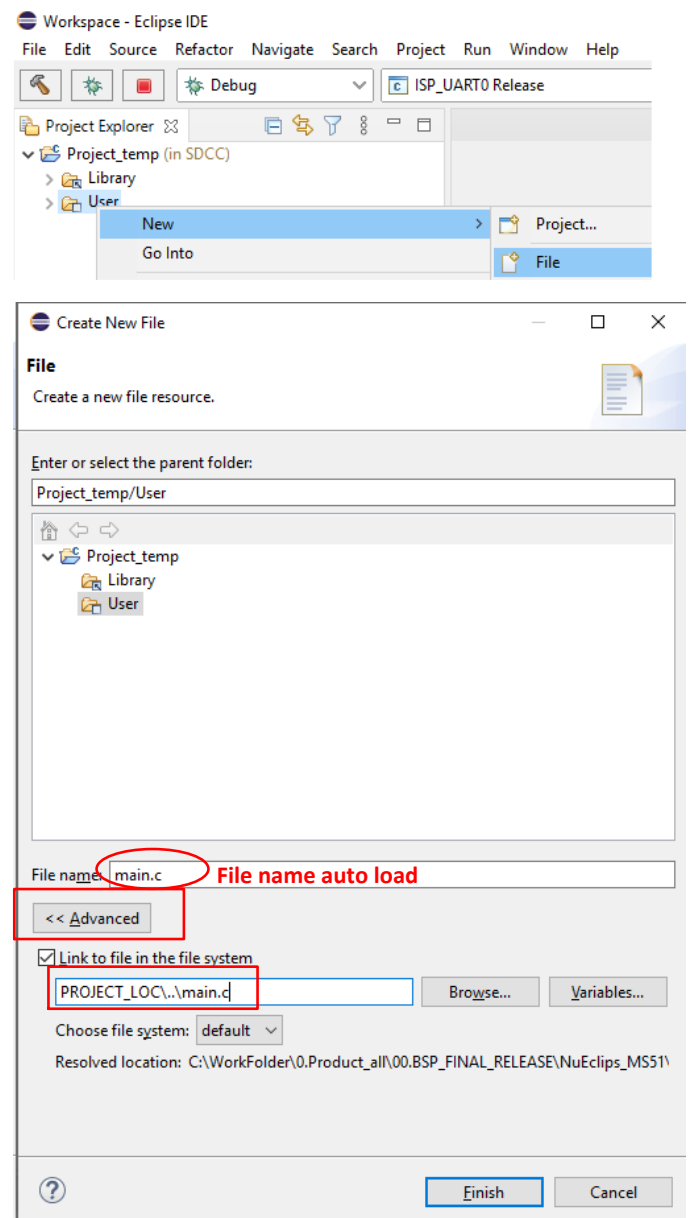 Workspace - Eclipse IDE
File Edit Source Refactor Navigate Search Project Run Window Help
Debug ISP_UART0 Release
Project Explorer
Project_temp (in SDCC)
Library
User
New Project...
Go Into File
Create New File
File
Create a new file resource.
Enter or select the parent folder:
Project_temp/User
Project_temp
Library
User
File name: main.c File name auto load
<< Advanced
Link to file in the file system
PROJECT_LOC\..\main.c Browse... Variables...
Choose file system: default
Resolved location: C:\WorkFolder\0.Product_all\00.BSP_FINAL_RELEASE\NuEclips_MS51\
Finish Cancel